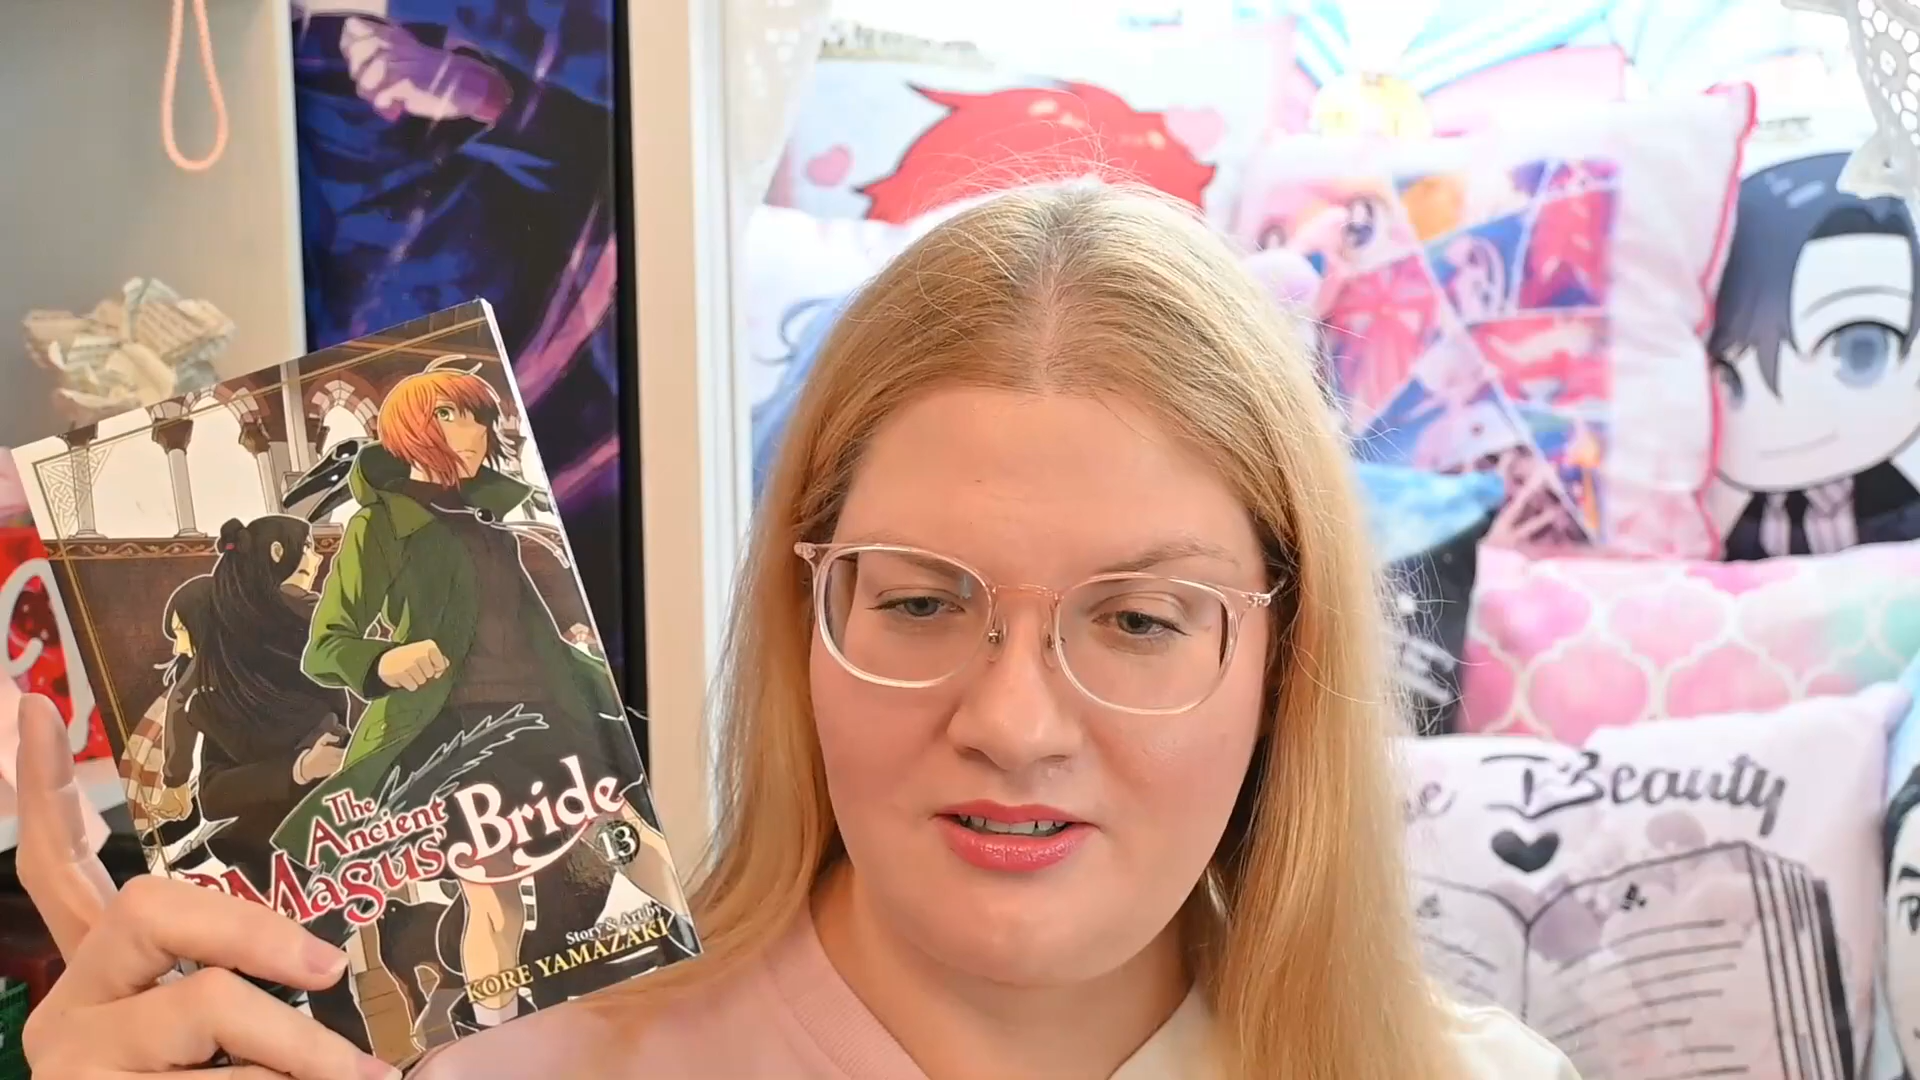 The
Ancient
Magus'
Bride
13
Story & Art by
KORE YAMAZAKI
Beauty